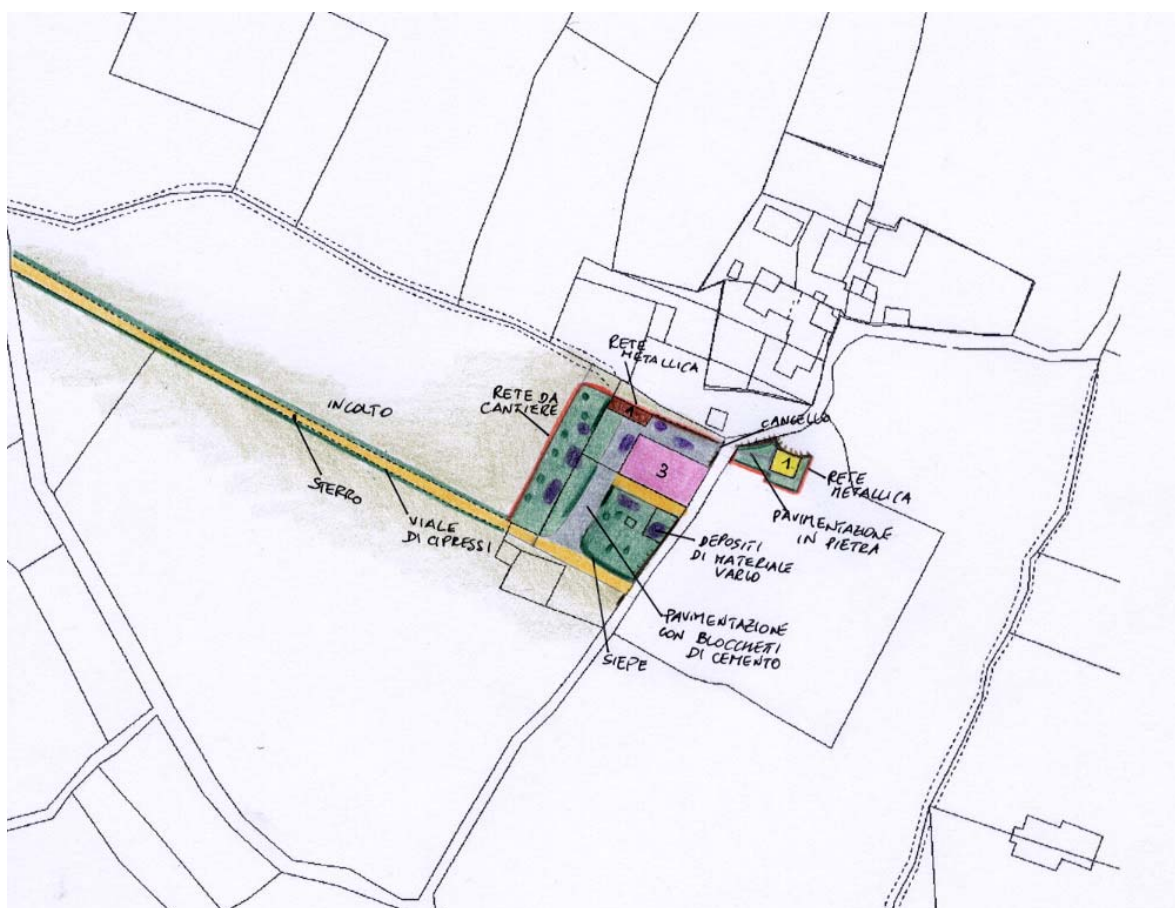 RETE
METALLICA
RETE DA
CANTIERE
1
CANCELLO
INCOLTO
3
1
RETE
METALLICA
STERRO
PAVIMENTAZIONE
IN PIETRA
VIALE
DI CIPRESSI
DEPOSITI
DI MATERIALE
VARIO
PAVIMENTAZIONE
CON BLOCCHETI
DI CEMENTO
SIEPE